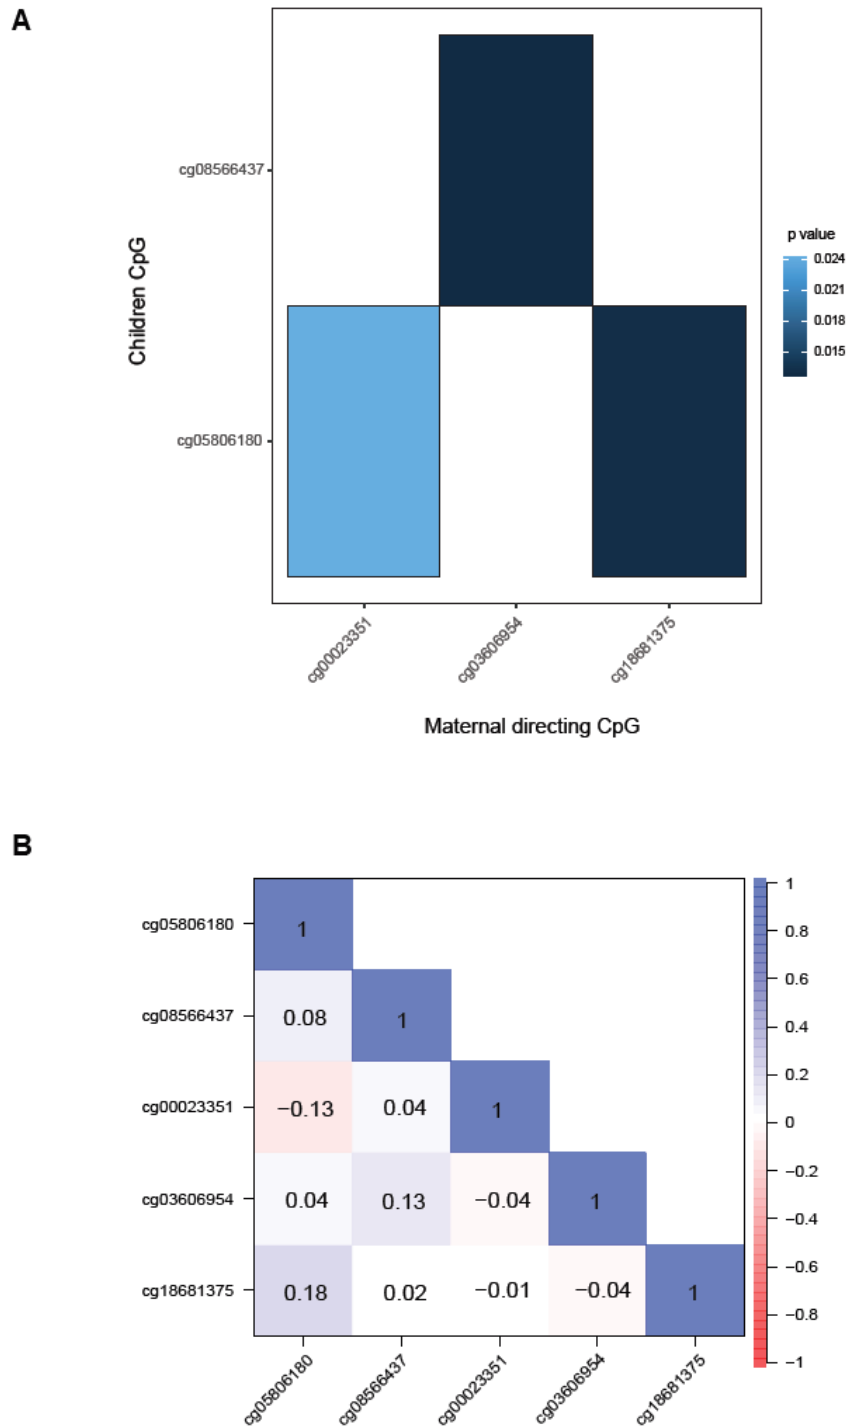 A
cg08566437
cg05806180
Children CpG
p value
0.024
0.021
0.018
0.015
cg00023351
cg03606954
cg18681375
Maternal directing CpG
B
cg05806180
cg08566437
cg00023351
cg03606954
cg18681375
1
0.08 1
−0.13 0.04 1
0.04 0.13 −0.04 1
0.18 0.02 −0.01 −0.04 1
1
0.8
0.6
0.4
0.2
0
−0.2
−0.4
−0.6
−0.8
−1
cg05806180
cg08566437
cg00023351
cg03606954
cg18681375